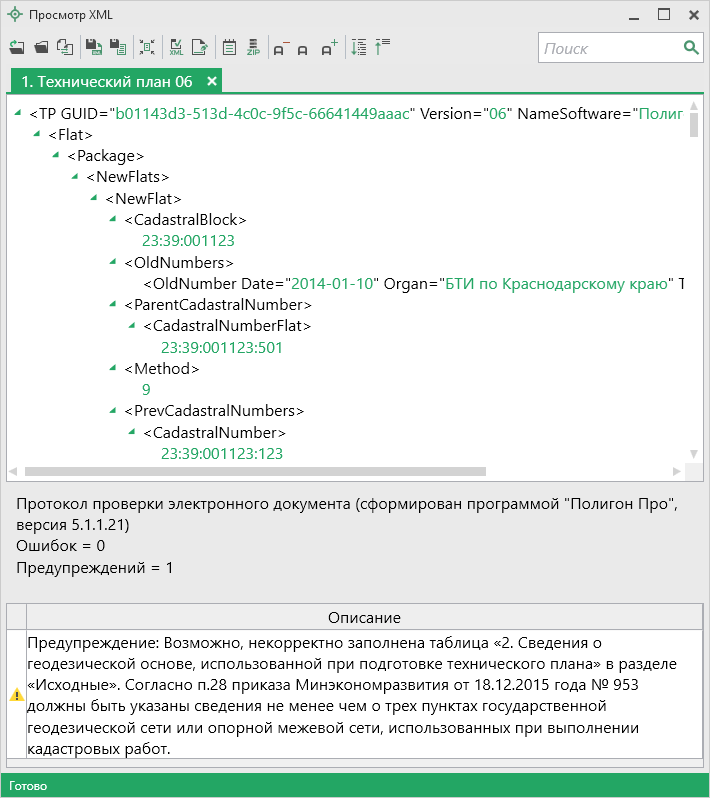 Просмотр XML
XML
ZIP
Поиск
1. Технический план 06
<TP GUID="b01143d3-513d-4c0c-9f5c-66641449aaac" Version="06" NameSoftware="Полиг
<Flat>
<Package>
<NewFlats>
<NewFlat>
<CadastralBlock>
23:39:001123
<OldNumbers>
<OldNumber Date="2014-01-10" Organ="БТИ по Краснодарскому краю" T
<ParentCadastralNumber>
<CadastralNumberFlat>
23:39:001123:501
<Method>
9
<PrevCadastralNumbers>
<CadastralNumber>
23:39:001123:123
Протокол проверки электронного документа (сформирован программой "Полигон Про",
версия 5.1.1.21)
Ошибок = 0
Предупреждений = 1
Описание
Предупреждение: Возможно, некорректно заполнена таблица «2. Сведения о
геодезической основе, использованной при подготовке технического плана» в разделе
«Исходные». Согласно п.28 приказа Минэкономразвития от 18.12.2015 года № 953
должны быть указаны сведения не менее чем о трех пунктах государственной
геодезической сети или опорной межевой сети, использованных при выполнении
кадастровых работ.
Готово